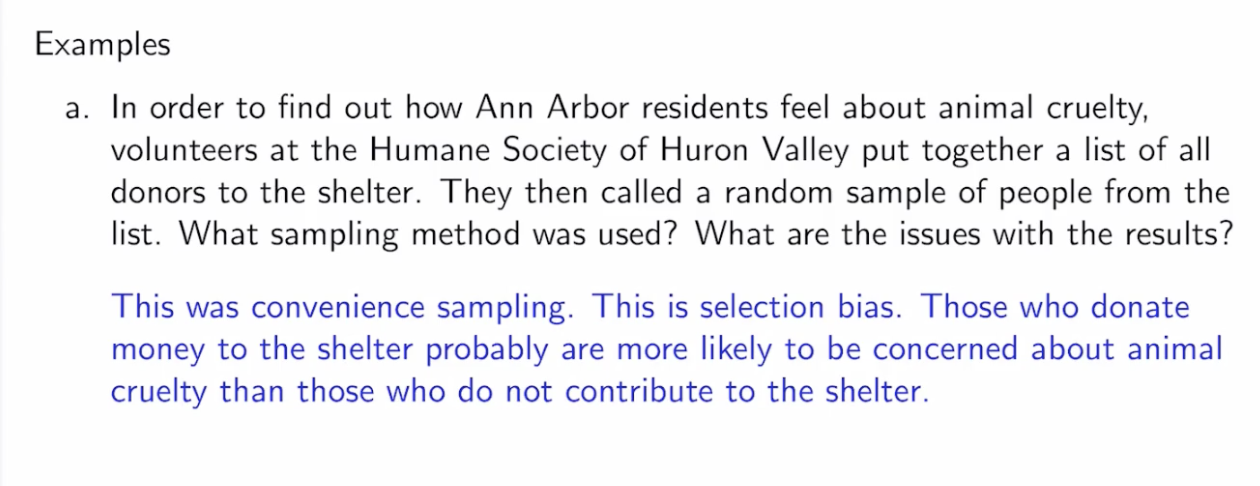 Examples
a. In order to find out how Ann Arbor residents feel about animal cruelty,
volunteers at the Humane Society of Huron Valley put together a list of all
donors to the shelter. They then called a random sample of people from the
list. What sampling method was used? What are the issues with the results?
This was convenience sampling. This is selection bias. Those who donate
money to the shelter probably are more likely to be concerned about animal
cruelty than those who do not contribute to the shelter.